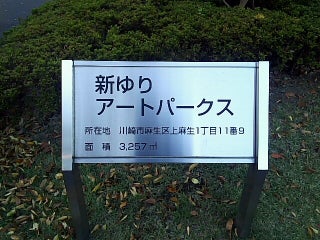 新ゆり
アートパークス
所在地 川崎市麻生区上麻生1丁目11番9
面 積 3,257㎡